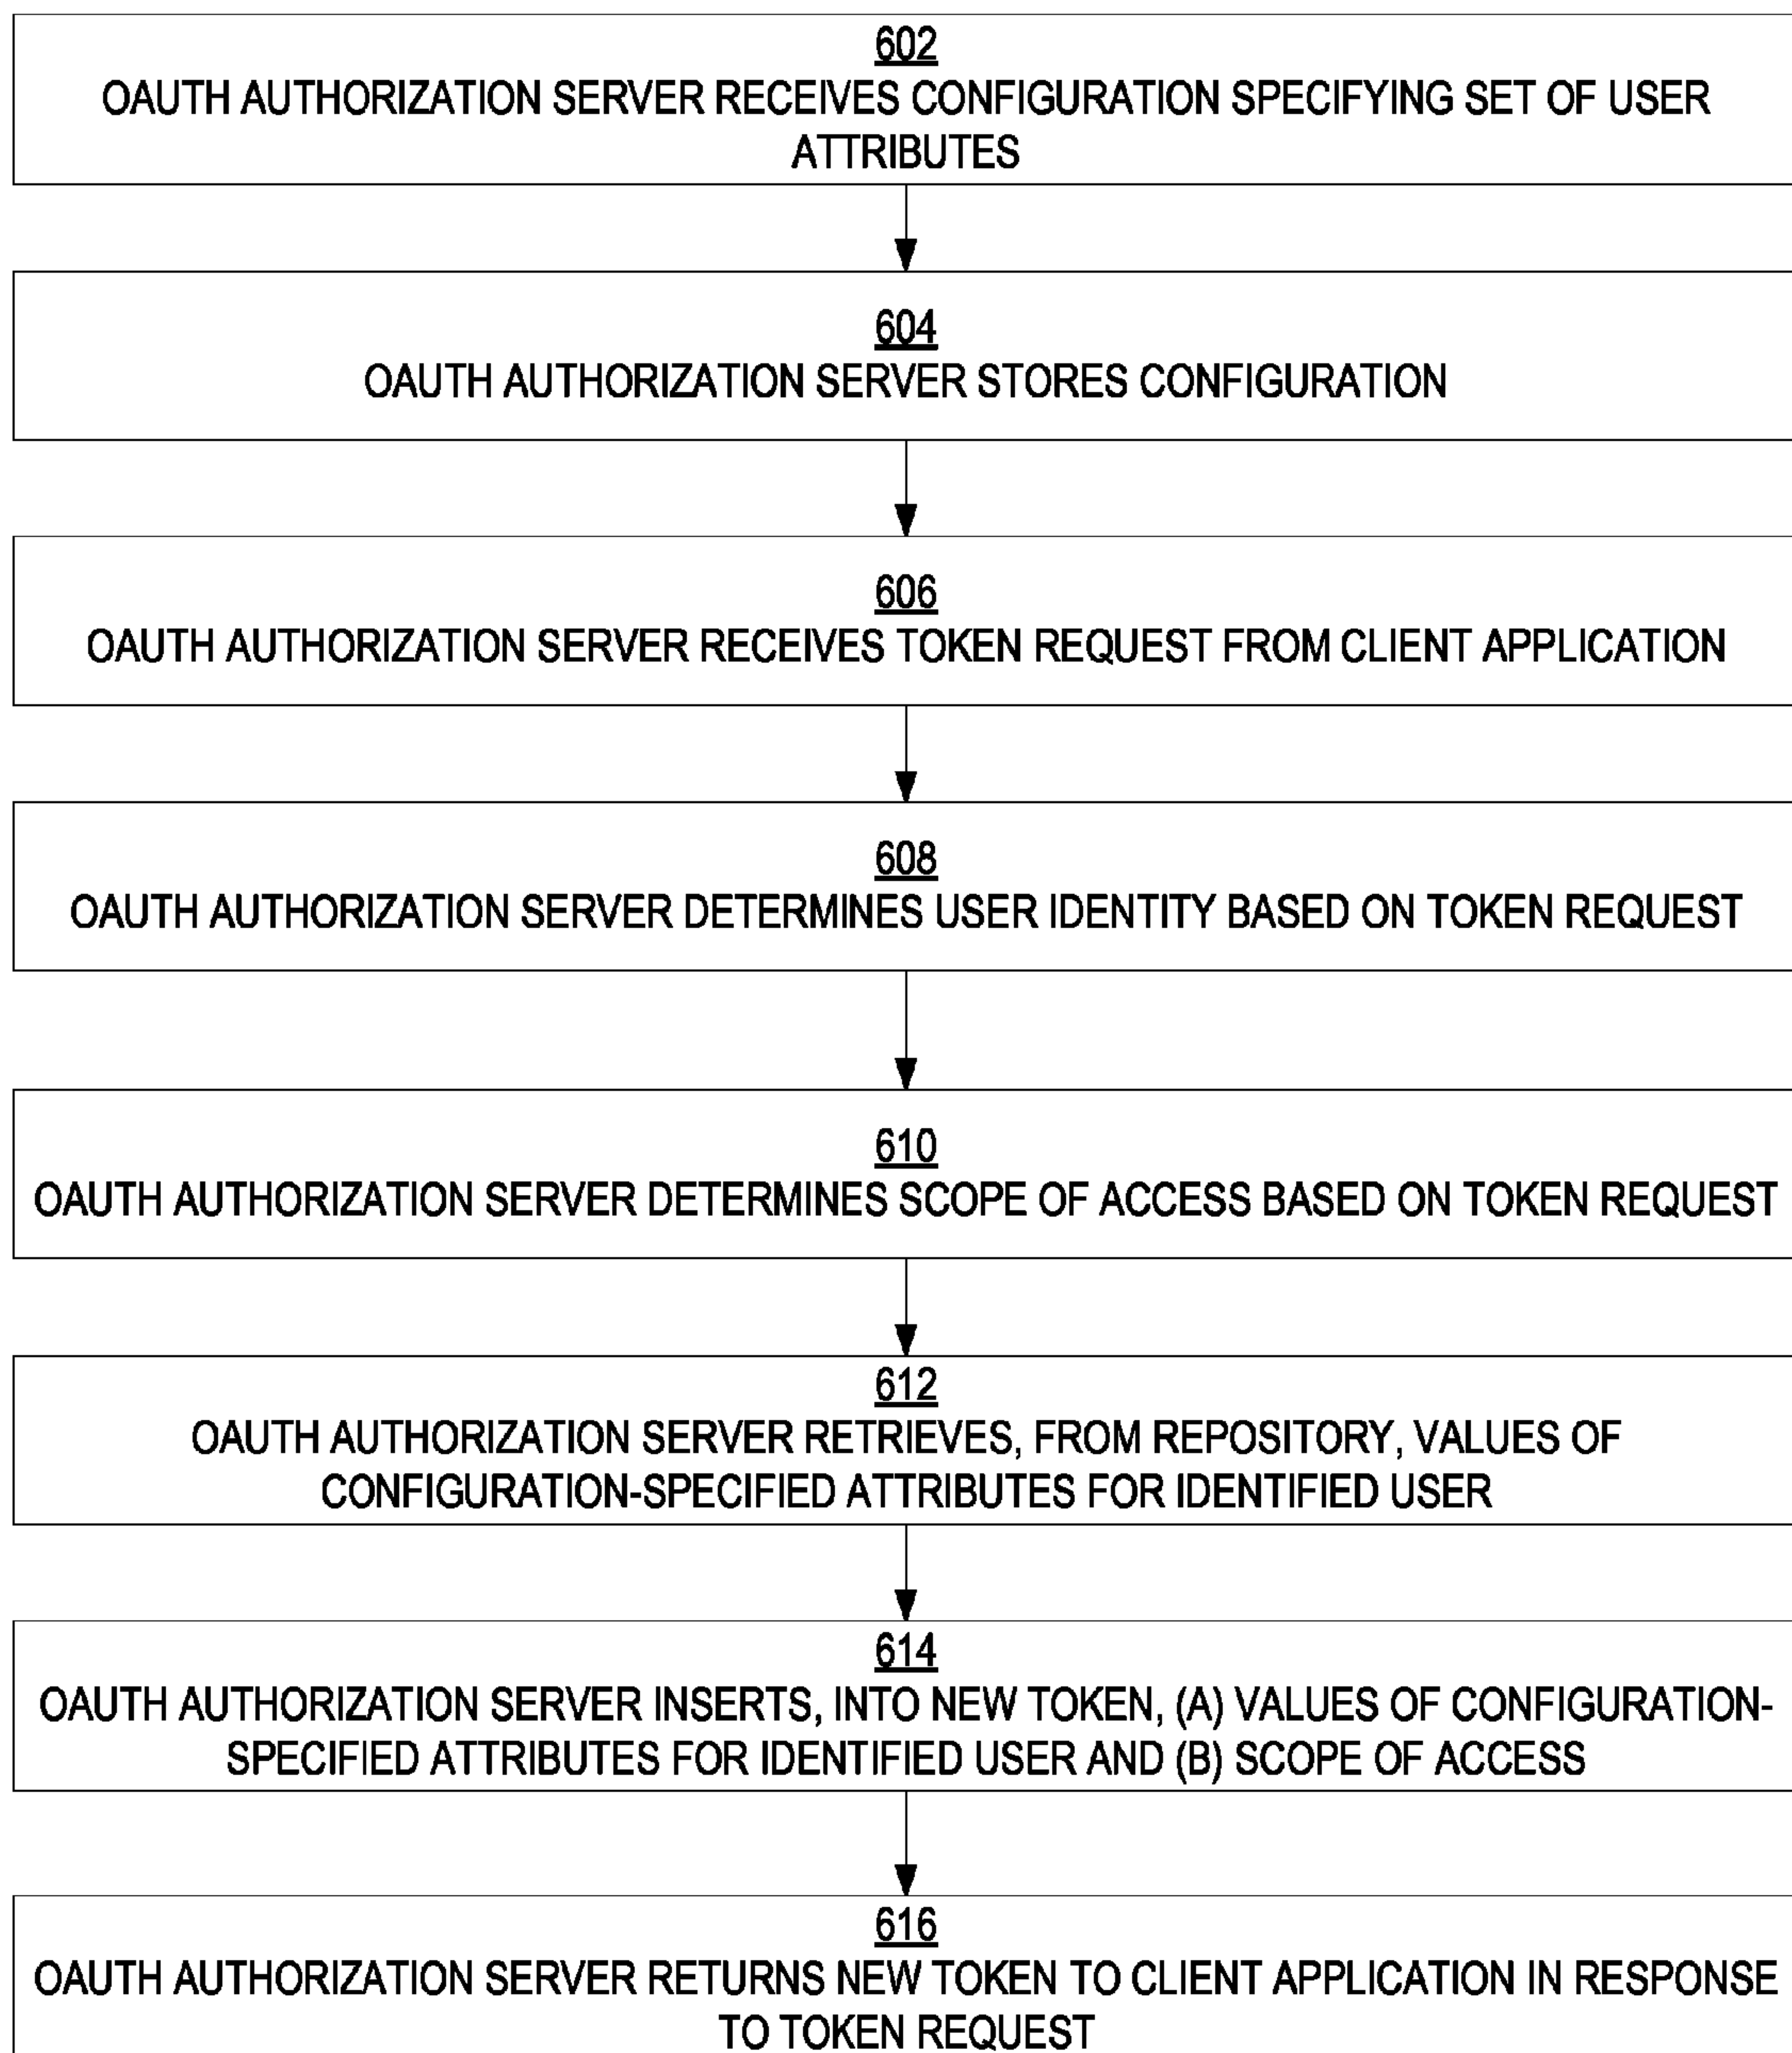 602
OAUTH AUTHORIZATION SERVER RECEIVES CONFIGURATION SPECIFYING SET OF USER
ATTRIBUTES
604
OAUTH AUTHORIZATION SERVER STORES CONFIGURATION
606
OAUTH AUTHORIZATION SERVER RECEIVES TOKEN REQUEST FROM CLIENT APPLICATION
608
OAUTH AUTHORIZATION SERVER DETERMINES USER IDENTITY BASED ON TOKEN REQUEST
610
OAUTH AUTHORIZATION SERVER DETERMINES SCOPE OF ACCESS BASED ON TOKEN REQUEST
612
OAUTH AUTHORIZATION SERVER RETRIEVES, FROM REPOSITORY, VALUES OF
CONFIGURATION-SPECIFIED ATTRIBUTES FOR IDENTIFIED USER
614
OAUTH AUTHORIZATION SERVER INSERTS, INTO NEW TOKEN, (A) VALUES OF CONFIGURATION-
SPECIFIED ATTRIBUTES FOR IDENTIFIED USER AND (B) SCOPE OF ACCESS
616
OAUTH AUTHORIZATION SERVER RETURNS NEW TOKEN TO CLIENT APPLICATION IN RESPONSE
TO TOKEN REQUEST